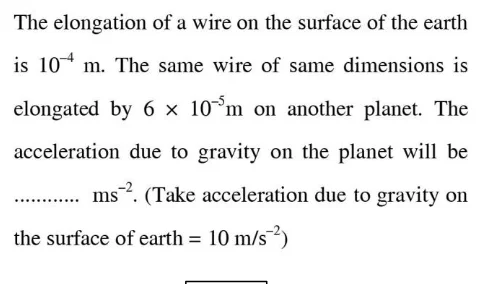 The elongation of a wire on the surface of the earth
is 10⁻⁴ m. The same wire of same dimensions is
elongated by 6 × 10⁻⁵m on another planet. The
acceleration due to gravity on the planet will be
............ ms⁻². (Take acceleration due to gravity on
the surface of earth = 10 m/s⁻²)